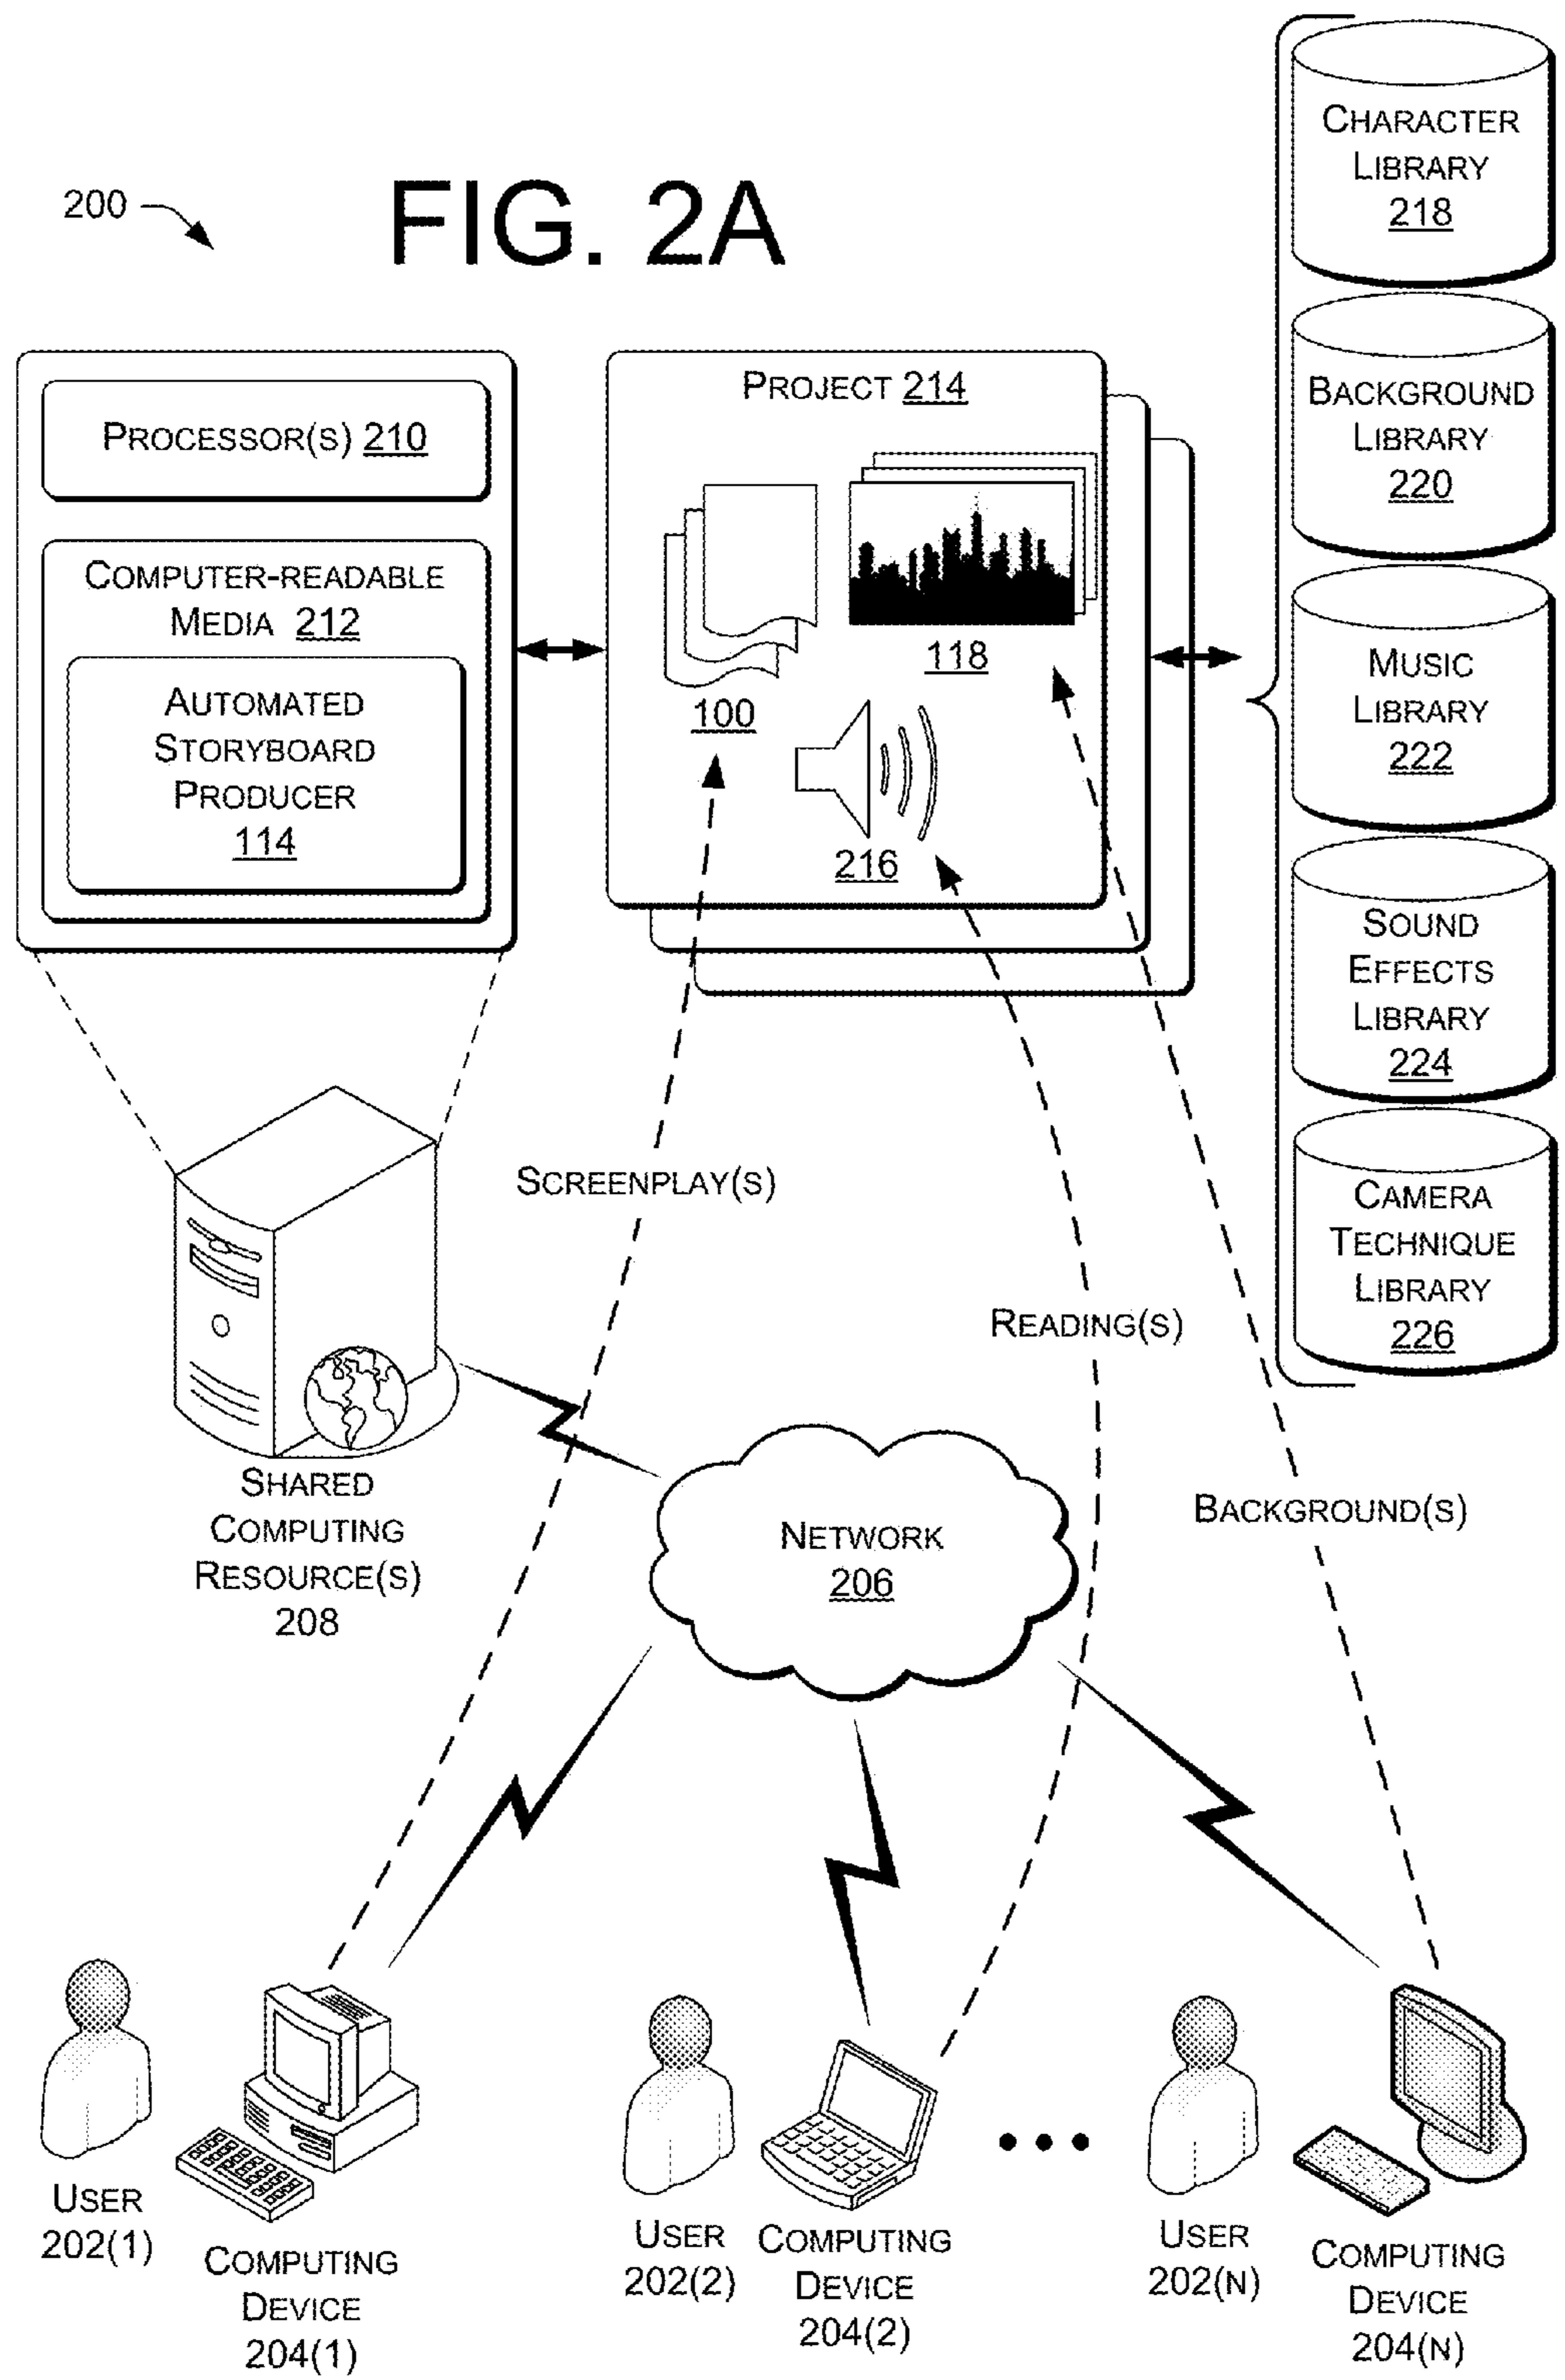 200
FIG. 2A
PROCESSOR(S) 210
COMPUTER-READABLE
MEDIA 212
AUTOMATED
STORYBOARD
PRODUCER
114
PROJECT 214
100
118
216
CHARACTER
LIBRARY
218
BACKGROUND
LIBRARY
220
MUSIC
LIBRARY
222
SOUND
EFFECTS
LIBRARY
224
CAMERA
TECHNIQUE
LIBRARY
226
SCREENPLAY(S)
READING(S)
BACKGROUND(S)
SHARED
COMPUTING
RESOURCE(S)
208
NETWORK
206
USER
202(1)
COMPUTING
DEVICE
204(1)
USER
202(2)
COMPUTING
DEVICE
204(2)
USER
202(N)
COMPUTING
DEVICE
204(N)